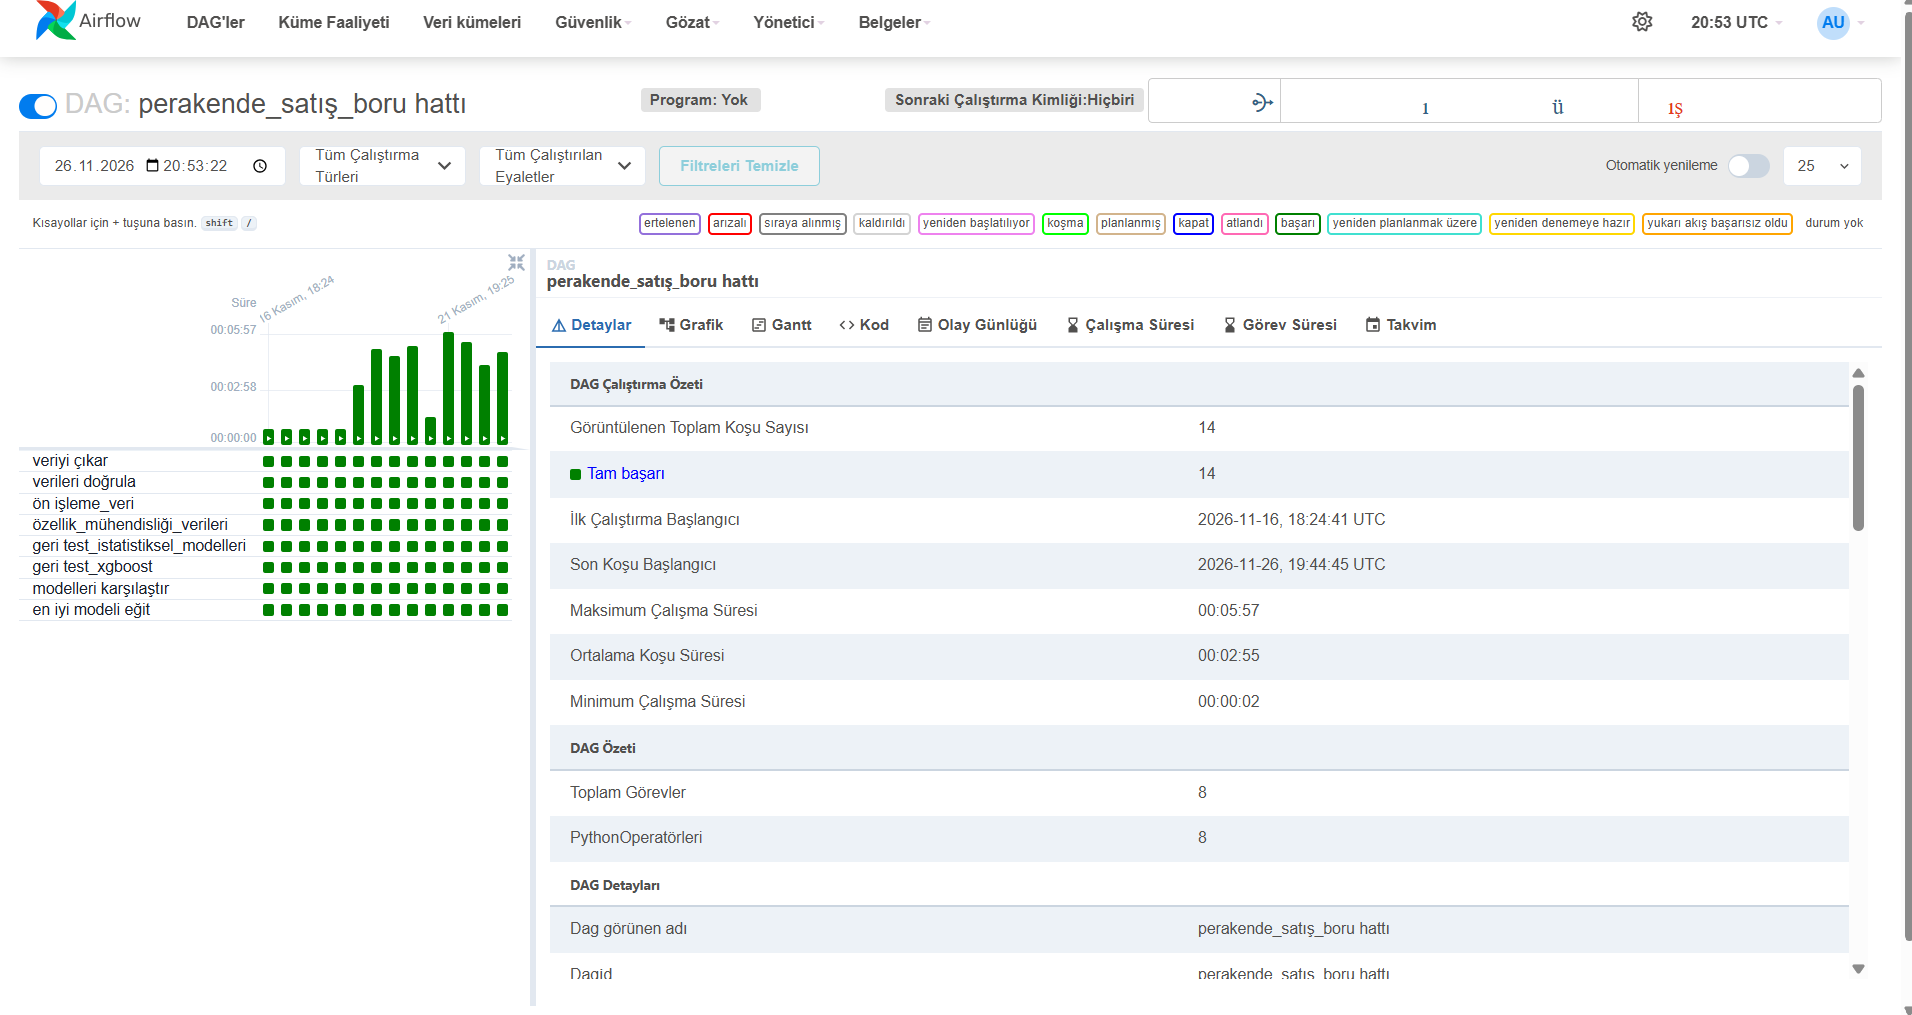 Airflow
DAG'ler
Küme Faaliyeti
Veri kümeleri
Güvenlik
Gözat
Yönetici
Belgeler
20:53 UTC
AU
DAG: perakende_satış_boru hattı
Program: Yok
Sonraki Çalıştırma Kimliği:Hiçbiri
ı
ü
ış
26.11.2026 20:53:22
Tüm Çalıştırma
Türleri
Tüm Çalıştırılan
Eyaletler
Filtreleri Temizle
Otomatik yenileme
25
Kısayollar için + tuşuna basın. shift /
ertelenen
arızalı
sıraya alınmış
kaldırıldı
yeniden başlatılıyor
koşma
planlanmış
kapat
atlandı
başarı
yeniden planlanmak üzere
yeniden denemeye hazır
yukarı akış başarısız oldu
durum yok
16 Kasım, 18:24
21 Kasım, 19:25
Süre
00:05:57
00:02:58
00:00:00
veriyi çıkar
verileri doğrula
ön işleme_veri
özellik_mühendisliği_verileri
geri test_istatistiksel_modelleri
geri test_xgboost
modelleri karşılaştır
en iyi modeli eğit
DAG
perakende_satış_boru hattı
Detaylar
Grafik
Gantt
Kod
Olay Günlüğü
Çalışma Süresi
Görev Süresi
Takvim
DAG Çalıştırma Özeti
Görüntülenen Toplam Koşu Sayısı 14
Tam başarı 14
İlk Çalıştırma Başlangıcı 2026-11-16, 18:24:41 UTC
Son Koşu Başlangıcı 2026-11-26, 19:44:45 UTC
Maksimum Çalışma Süresi 00:05:57
Ortalama Koşu Süresi 00:02:55
Minimum Çalışma Süresi 00:00:02
DAG Özeti
Toplam Görevler 8
PythonOperatörleri 8
DAG Detayları
Dag görünen adı perakende_satış_boru hattı
Dagid perakende_satış_boru hattı